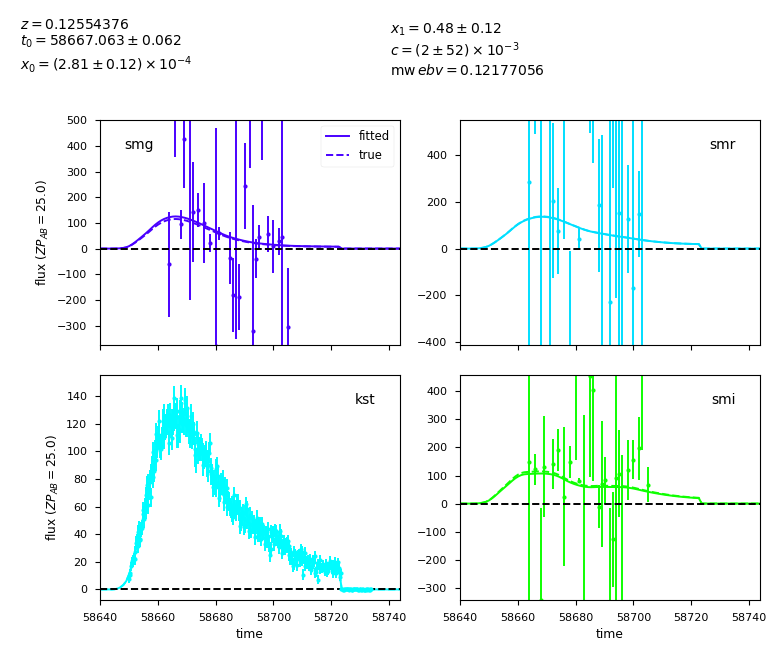 z = 0.12554376
t₀ = 58667.063 ± 0.062
x₀ = (2.81 ± 0.12) × 10⁻⁴
x₁ = 0.48 ± 0.12
c = (2 ± 52) × 10⁻³
mw ebv = 0.12177056
smg
fitted
true
flux (ZP_AB = 25.0)
500
400
300
200
100
0
−100
−200
−300
smr
400
200
0
−200
−400
kst
flux (ZP_AB = 25.0)
140
120
100
80
60
40
20
0
58640
58660
58680
58700
58720
58740
time
smi
400
300
200
100
0
−100
−200
−300
58640
58660
58680
58700
58720
58740
time